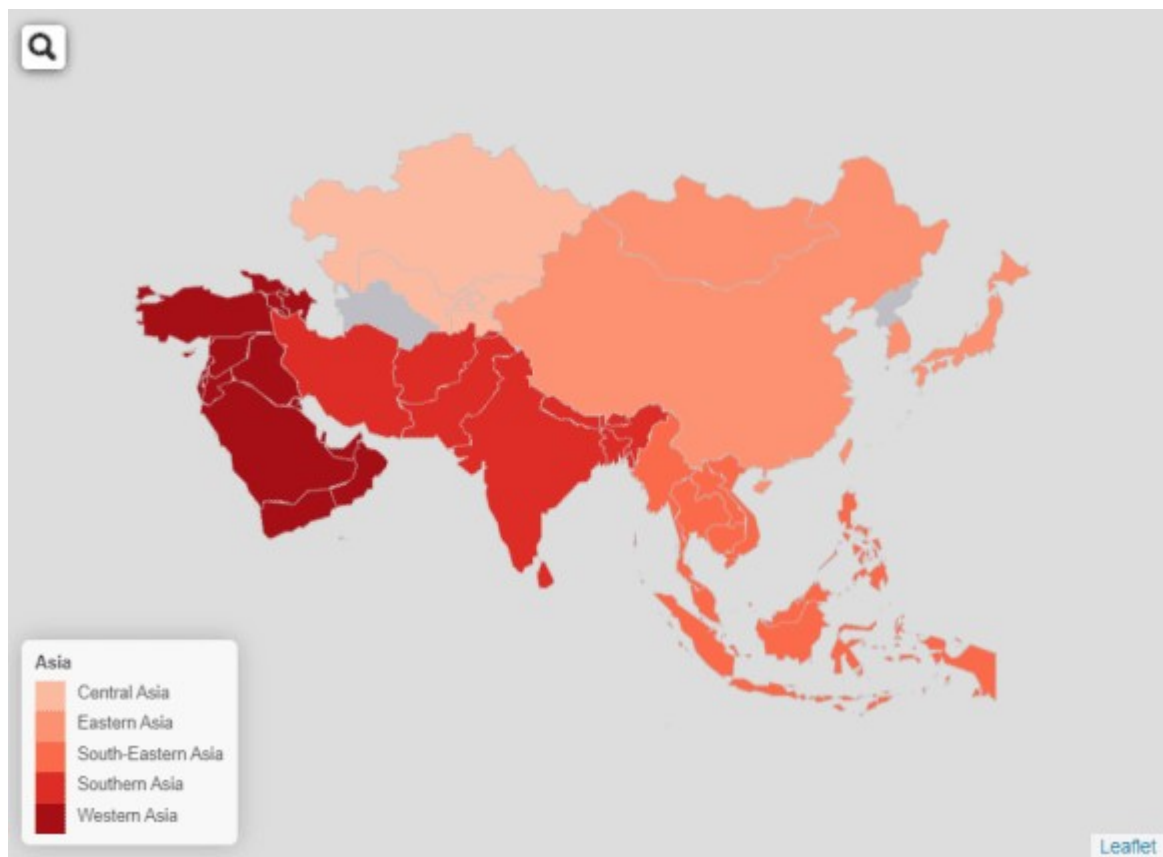 Asia
Central Asia
Eastern Asia
South-Eastern Asia
Southern Asia
Western Asia
Leaflet